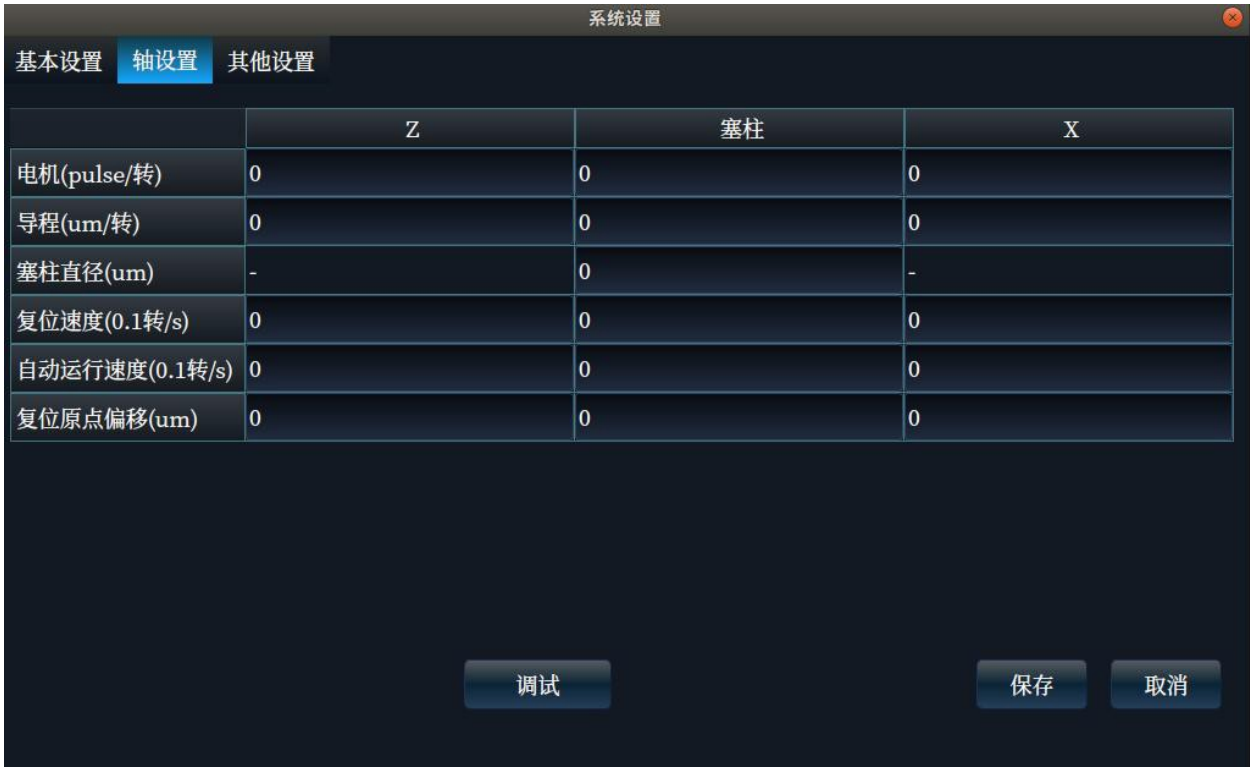 系统设置
基本设置 轴设置 其他设置
Z 塞柱 X
电机(pulse/转) 0 0 0
导程(um/转) 0 0 0
塞柱直径(um) - 0 -
复位速度(0.1转/s) 0 0 0
自动运行速度(0.1转/s) 0 0 0
复位原点偏移(um) 0 0 0
调试 保存 取消